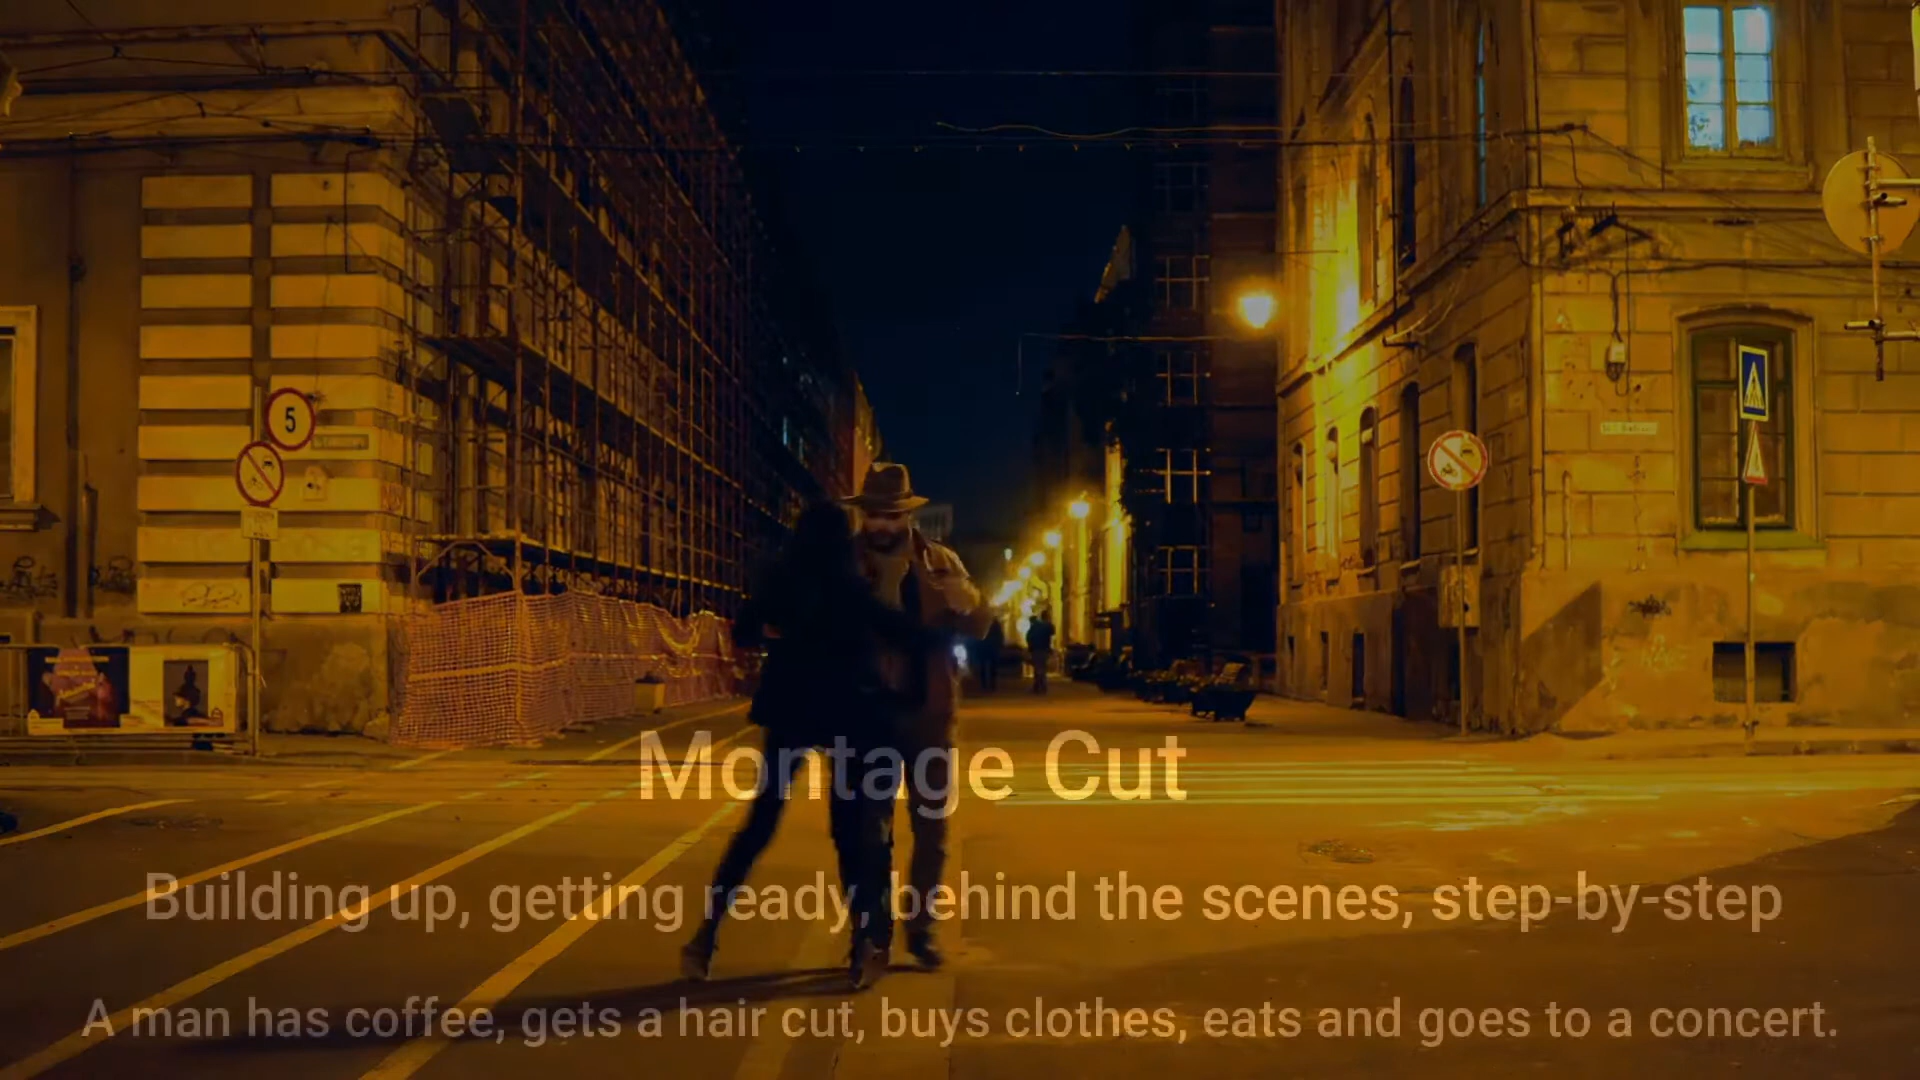 5
Montage Cut
Building up, getting ready, behind the scenes, step-by-step
A man has coffee, gets a hair cut, buys clothes, eats and goes to a concert.